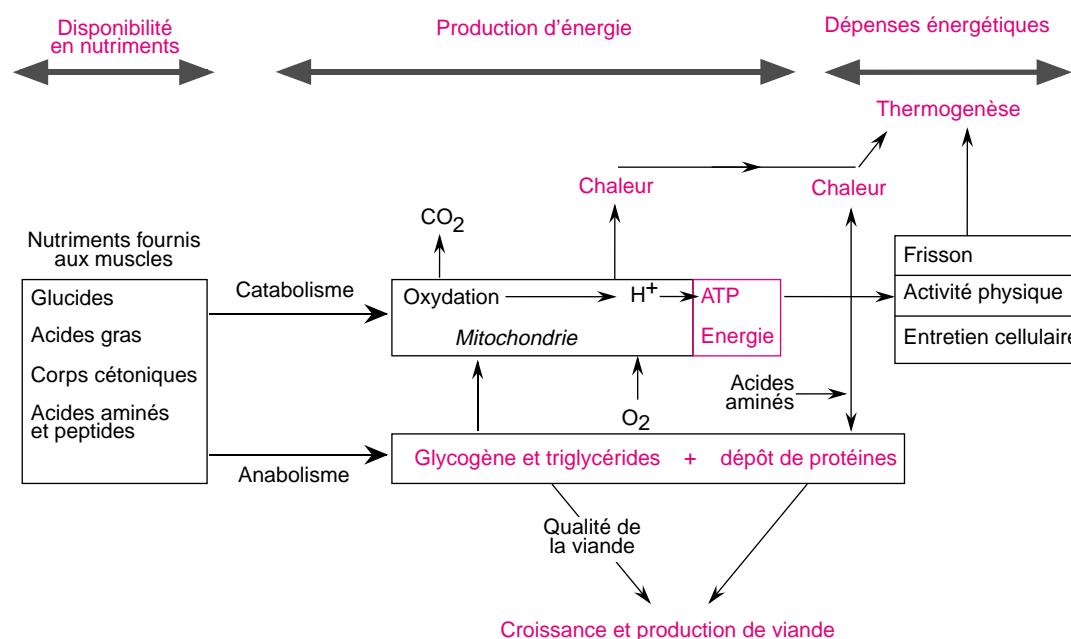 Disponibilité
en nutriments
Production d'énergie
Dépenses énergétiques
Thermogenèse
Chaleur
Chaleur
CO2
Nutriments fournis
aux muscles
Glucides
Acides gras
Corps cétoniques
Acides aminés
et peptides
Catabolisme
Anabolisme
Oxydation
H+
ATP
Mitochondrie
Energie
Frisson
Activité physique
Entretien cellulaire
Acides
aminés
O2
Glycogène et triglycérides + dépôt de protéines
Qualité de
la viande
Croissance et production de viande